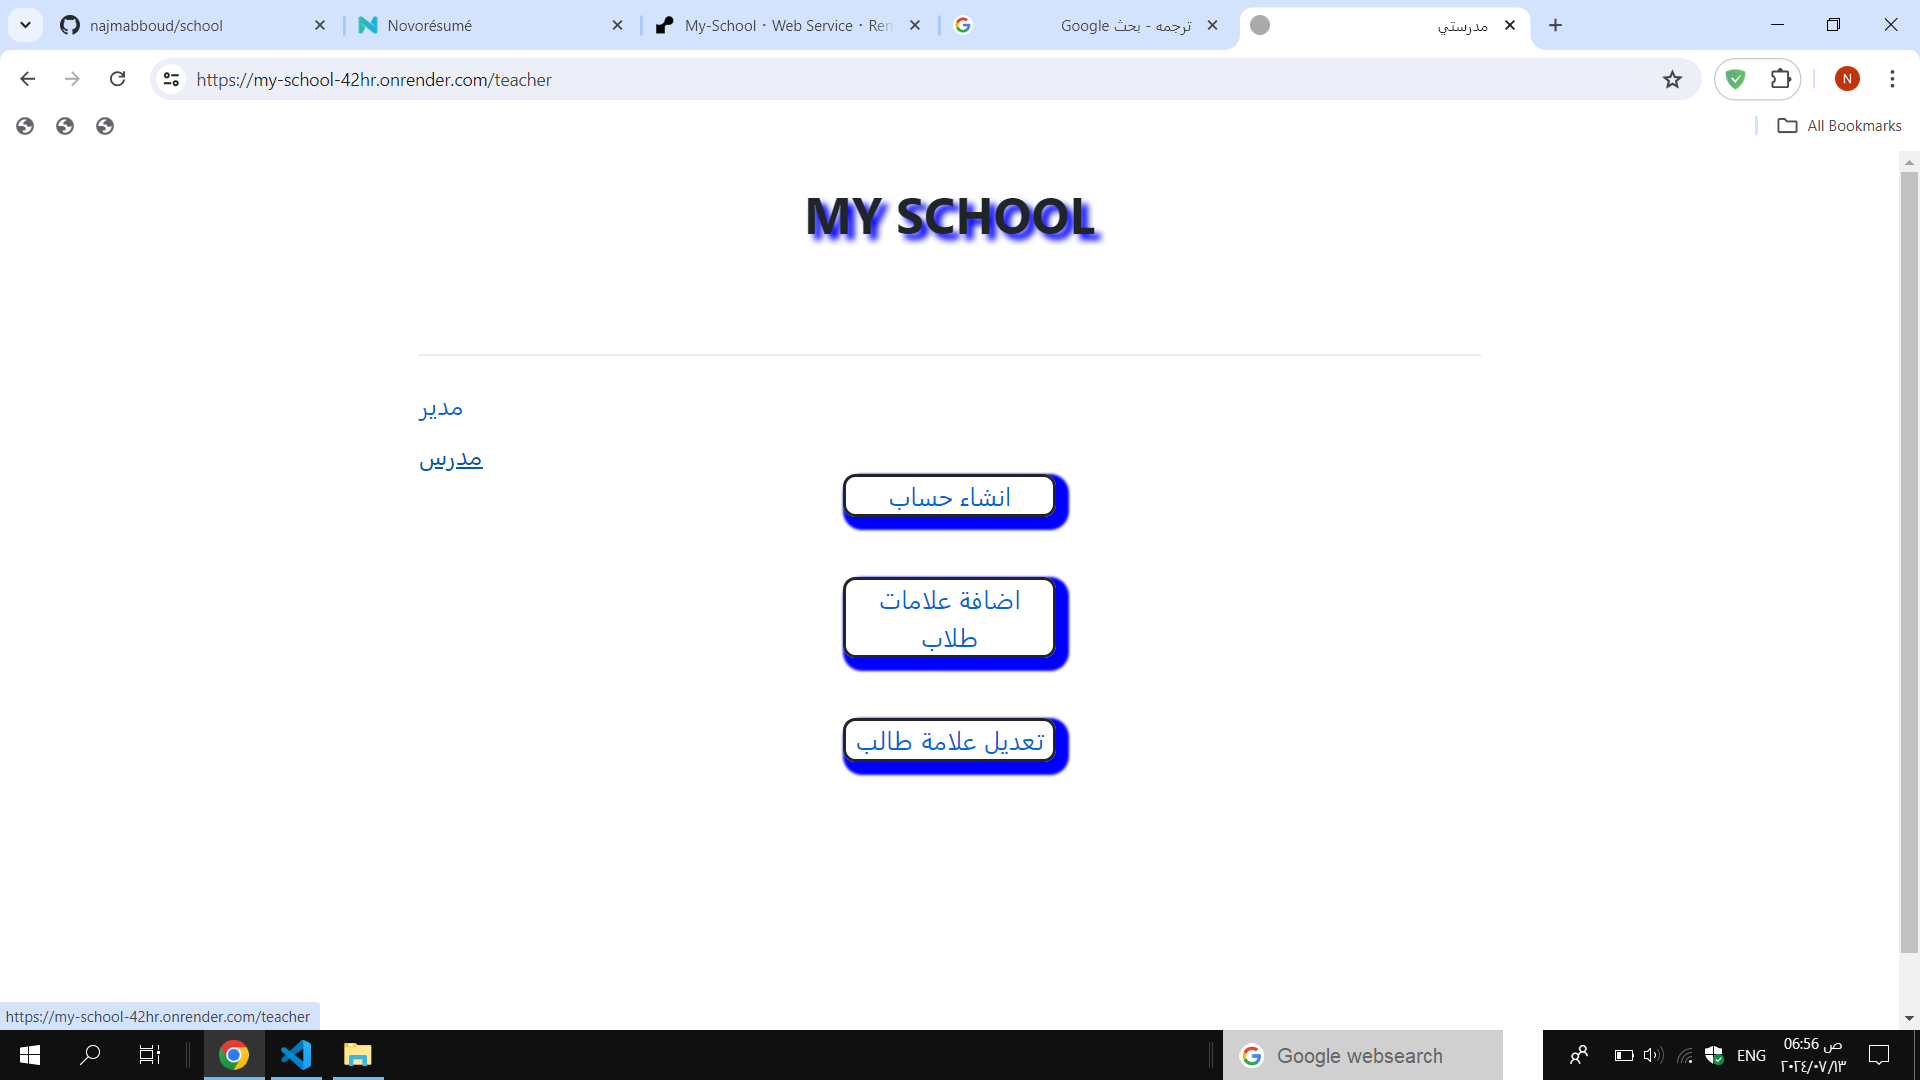 najmabboud/school
Novorésumé
My-School · Web Service · Ren
ترجمه - بحث Google
مدرستي
https://my-school-42hr.onrender.com/teacher
N
All Bookmarks
MY SCHOOL
مدير
مدرس
انشاء حساب
اضافة علامات
طلاب
تعديل علامة طالب
https://my-school-42hr.onrender.com/teacher
Google websearch
ENG
06:56 ص
٢٠٢٤/٠٧/١٣